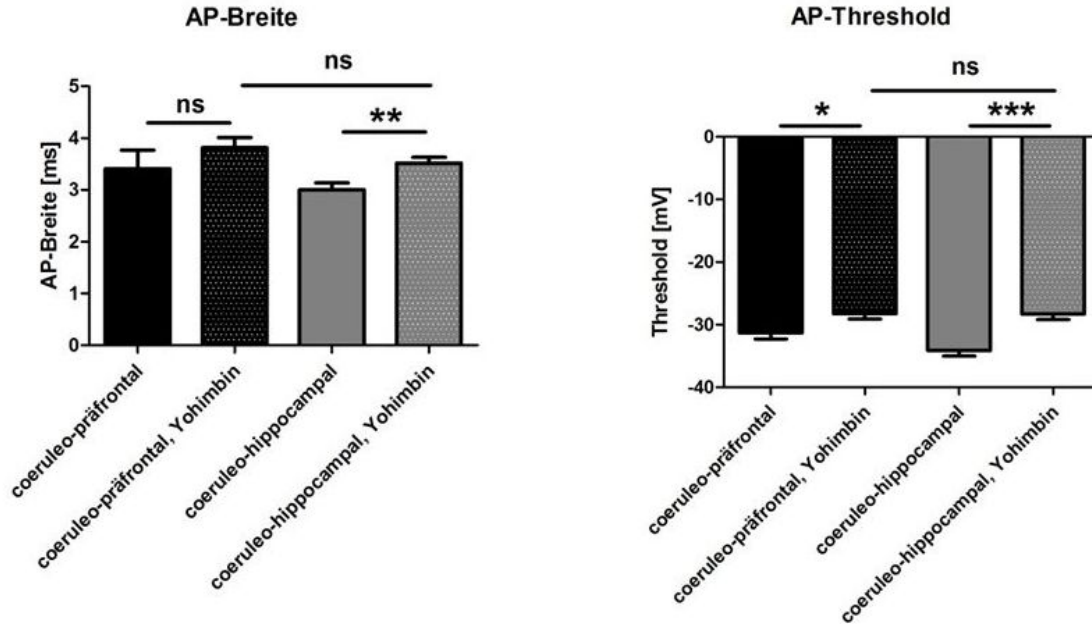 AP-Breite
ns
ns
**
AP-Breite [ms]
5
4
3
2
1
0
coeruleo-präfrontal
coeruleo-präfrontal, Yohimbin
coeruleo-hippocampal
coeruleo-hippocampal, Yohimbin
AP-Threshold
ns
*
***
Threshold [mV]
0
-10
-20
-30
-40
coeruleo-präfrontal
coeruleo-präfrontal, Yohimbin
coeruleo-hippocampal
coeruleo-hippocampal, Yohimbin